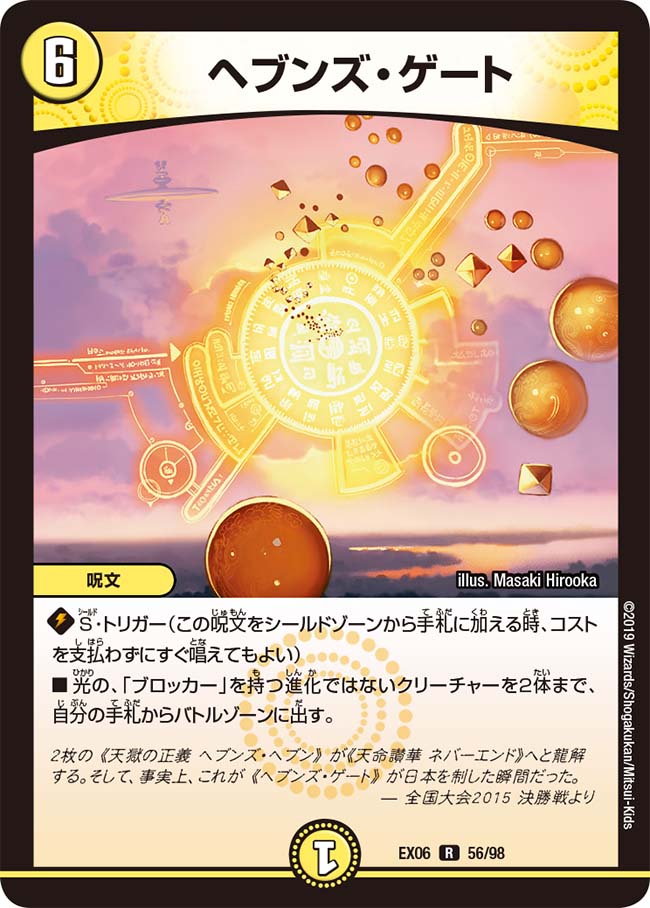 6
ヘブンズ・ゲート
呪文
illus. Masaki Hirooka
S・トリガー(この呪文をシールドゾーンから手札に加える時、コスト
を支払わずにすぐ唱えてもよい)
■光の、「ブロッカー」を持つ進化ではないクリーチャーを2体まで、
自分の手札からバトルゾーンに出す。
2枚の《天獄の正義 ヘブンズ・ヘブン》が《天命讃華 ネバーエンド》へと龍解
する。そして、事実上、これが《ヘブンズ・ゲート》が日本を制した瞬間だった。
— 全国大会2015 決勝戦より
©2019 Wizards/Shogakukan/Mitsui-Kids
1
EX06 R 56/98